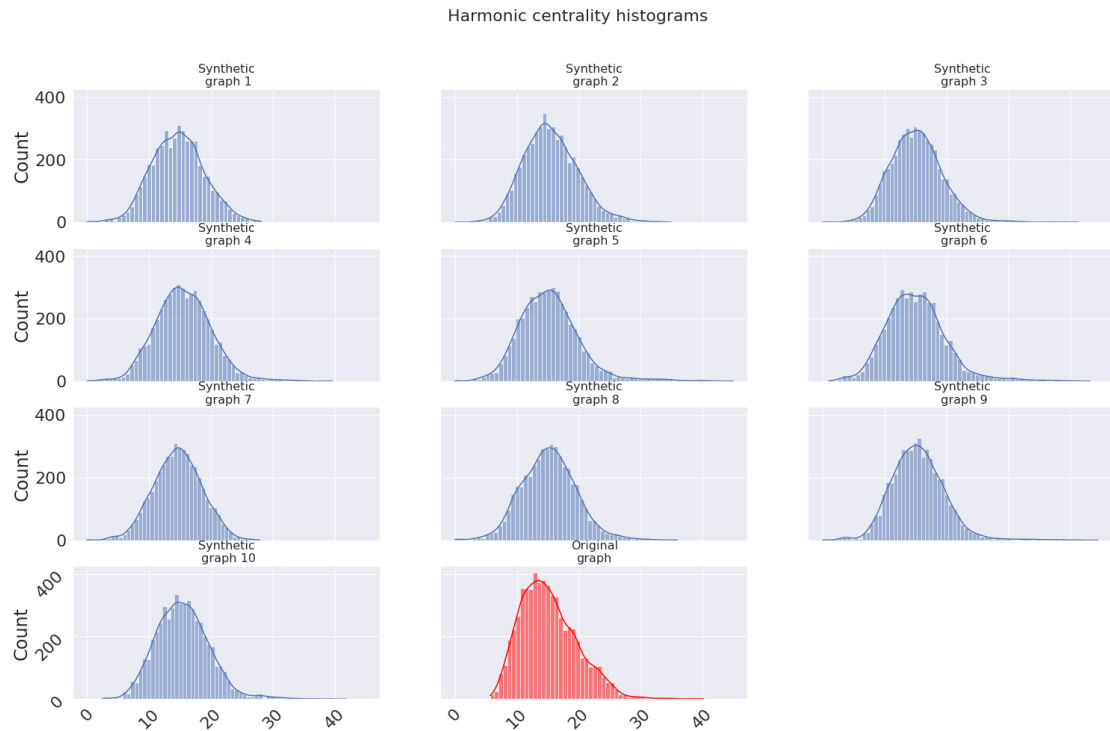 Harmonic centrality histograms
Synthetic
graph 1
Synthetic
graph 2
Synthetic
graph 3
400
200
0
Count
Synthetic
graph 4
Synthetic
graph 5
Synthetic
graph 6
400
200
0
Count
Synthetic
graph 7
Synthetic
graph 8
Synthetic
graph 9
400
200
0
Count
Synthetic
graph 10
Original
graph
400
200
0
Count
0 10 20 30 40
0 10 20 30 40